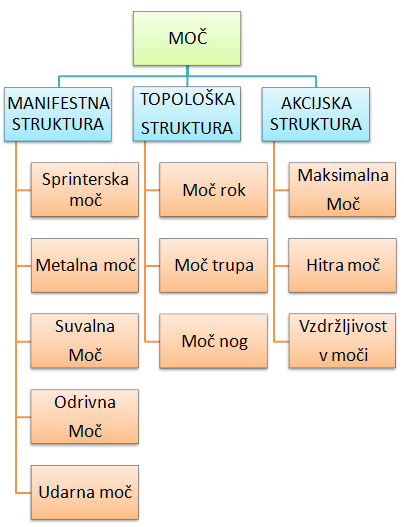 MOČ
MANIFESTNA
STRUKTURA
Sprinterska
moč
Metalna moč
Suvalna
Moč
Odrivna
Moč
Udarna moč
TOPOLOŠKA
STRUKTURA
Moč rok
Moč trupa
Moč nog
AKCIJSKA
STRUKTURA
Maksimalna
Moč
Hitra moč
Vzdržljivost
v moči